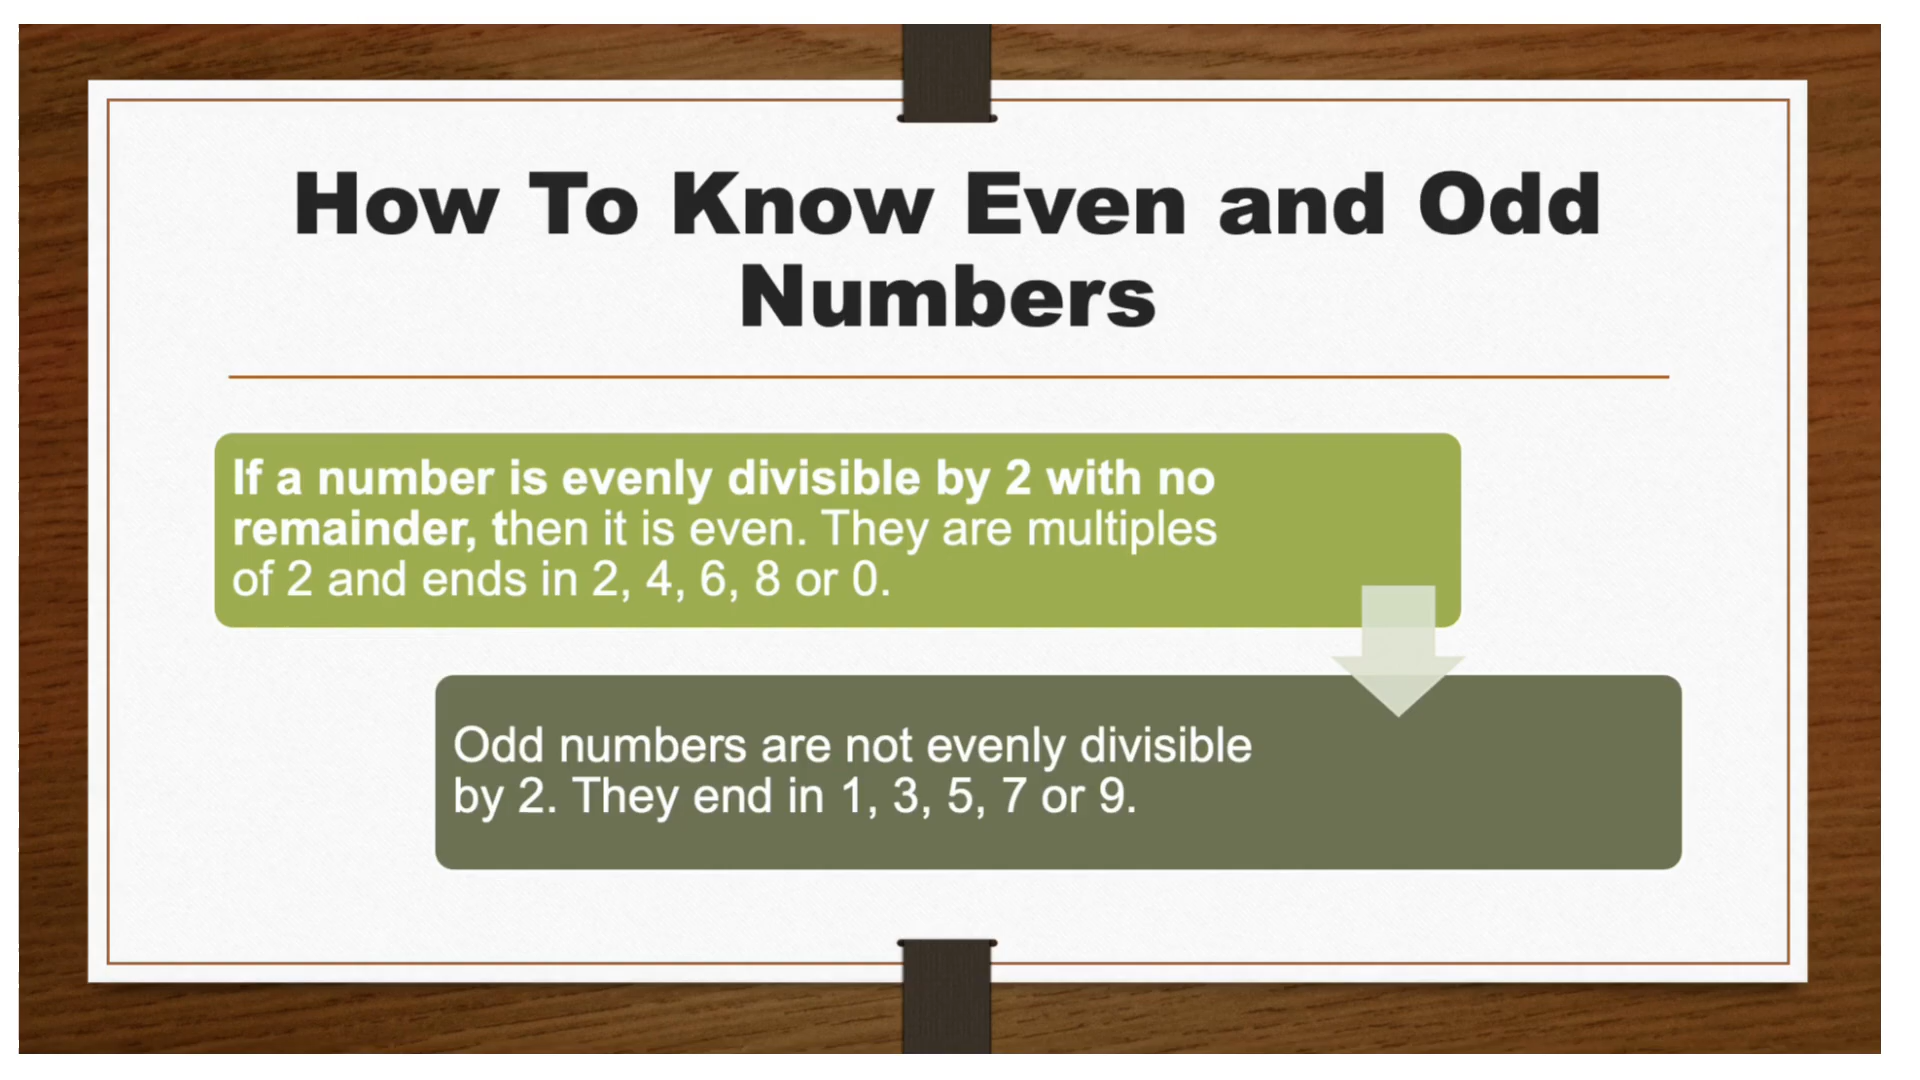 How To Know Even and Odd
Numbers
If a number is evenly divisible by 2 with no
remainder, then it is even. They are multiples
of 2 and ends in 2, 4, 6, 8 or 0.
Odd numbers are not evenly divisible
by 2. They end in 1, 3, 5, 7 or 9.